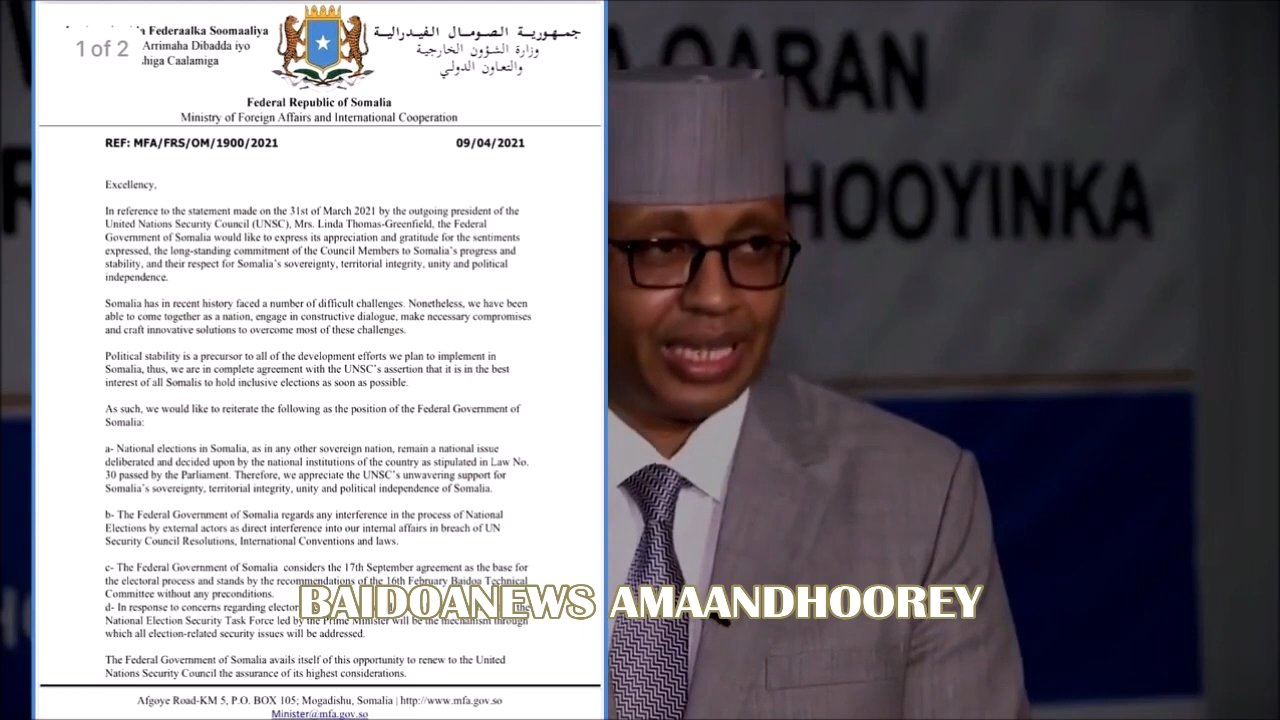 1 of 2
Federaalka Soomaaliya
Arrimaha Dibadda iyo
Caalamiga
جمهورية الصومال الفيدرالية
وزارة الشؤون الخارجية
والتعاون الدولي
Federal Republic of Somalia
Ministry of Foreign Affairs and International Cooperation
REF: MFA/FRS/OM/1900/2021 09/04/2021
Excellency,
In reference to the statement made on the 31st of March 2021 by the outgoing president of the
United Nations Security Council (UNSC), Mrs. Linda Thomas-Greenfield, the Federal
Government of Somalia would like to express its appreciation and gratitude for the sentiments
expressed, the long-standing commitment of the Council Members to Somalia's progress and
stability, and their respect for Somalia's sovereignty, territorial integrity, unity and political
independence.
Somalia has in recent history faced a number of difficult challenges. Nonetheless, we have been
able to come together as a nation, engage in constructive dialogue, make necessary compromises
and craft innovative solutions to overcome most of these challenges.
Political stability is a precursor to all of the development efforts we plan to implement in
Somalia, thus, we are in complete agreement with the UNSC's assertion that it is in the best
interest of all Somalis to hold inclusive elections as soon as possible.
As such, we would like to reiterate the following as the position of the Federal Government of
Somalia:
a- National elections in Somalia, as in any other sovereign nation, remain a national issue
deliberated and decided upon by the national institutions of the country as stipulated in Law No.
30 passed by the Parliament. Therefore, we appreciate the UNSC's unwavering support for
Somalia's sovereignty, territorial integrity, unity and political independence of Somalia.
b- The Federal Government of Somalia regards any interference in the process of National
Elections by external actors as direct interference into our internal affairs in breach of UN
Security Council Resolutions, International Conventions and laws.
c- The Federal Government of Somalia considers the 17th September agreement as the base for
the electoral process and stands by the recommendations of the 16th February Baidoa Technical
Committee without any preconditions.
d- In response to concerns regarding the
National Election Security Task Force led by the Prime Minister will be the mechanism through
which all election-related security issues will be addressed.
The Federal Government of Somalia avails itself of this opportunity to renew to the United
Nations Security Council the assurance of its highest considerations.
Afgoye Road-KM 5, P.O. BOX 105; Mogadishu, Somalia | http://www.mfa.gov.so
Minister@mfa.gov.so
QARAN
HOOYINKA
BAIDOANEWS AMAANDHOOREY